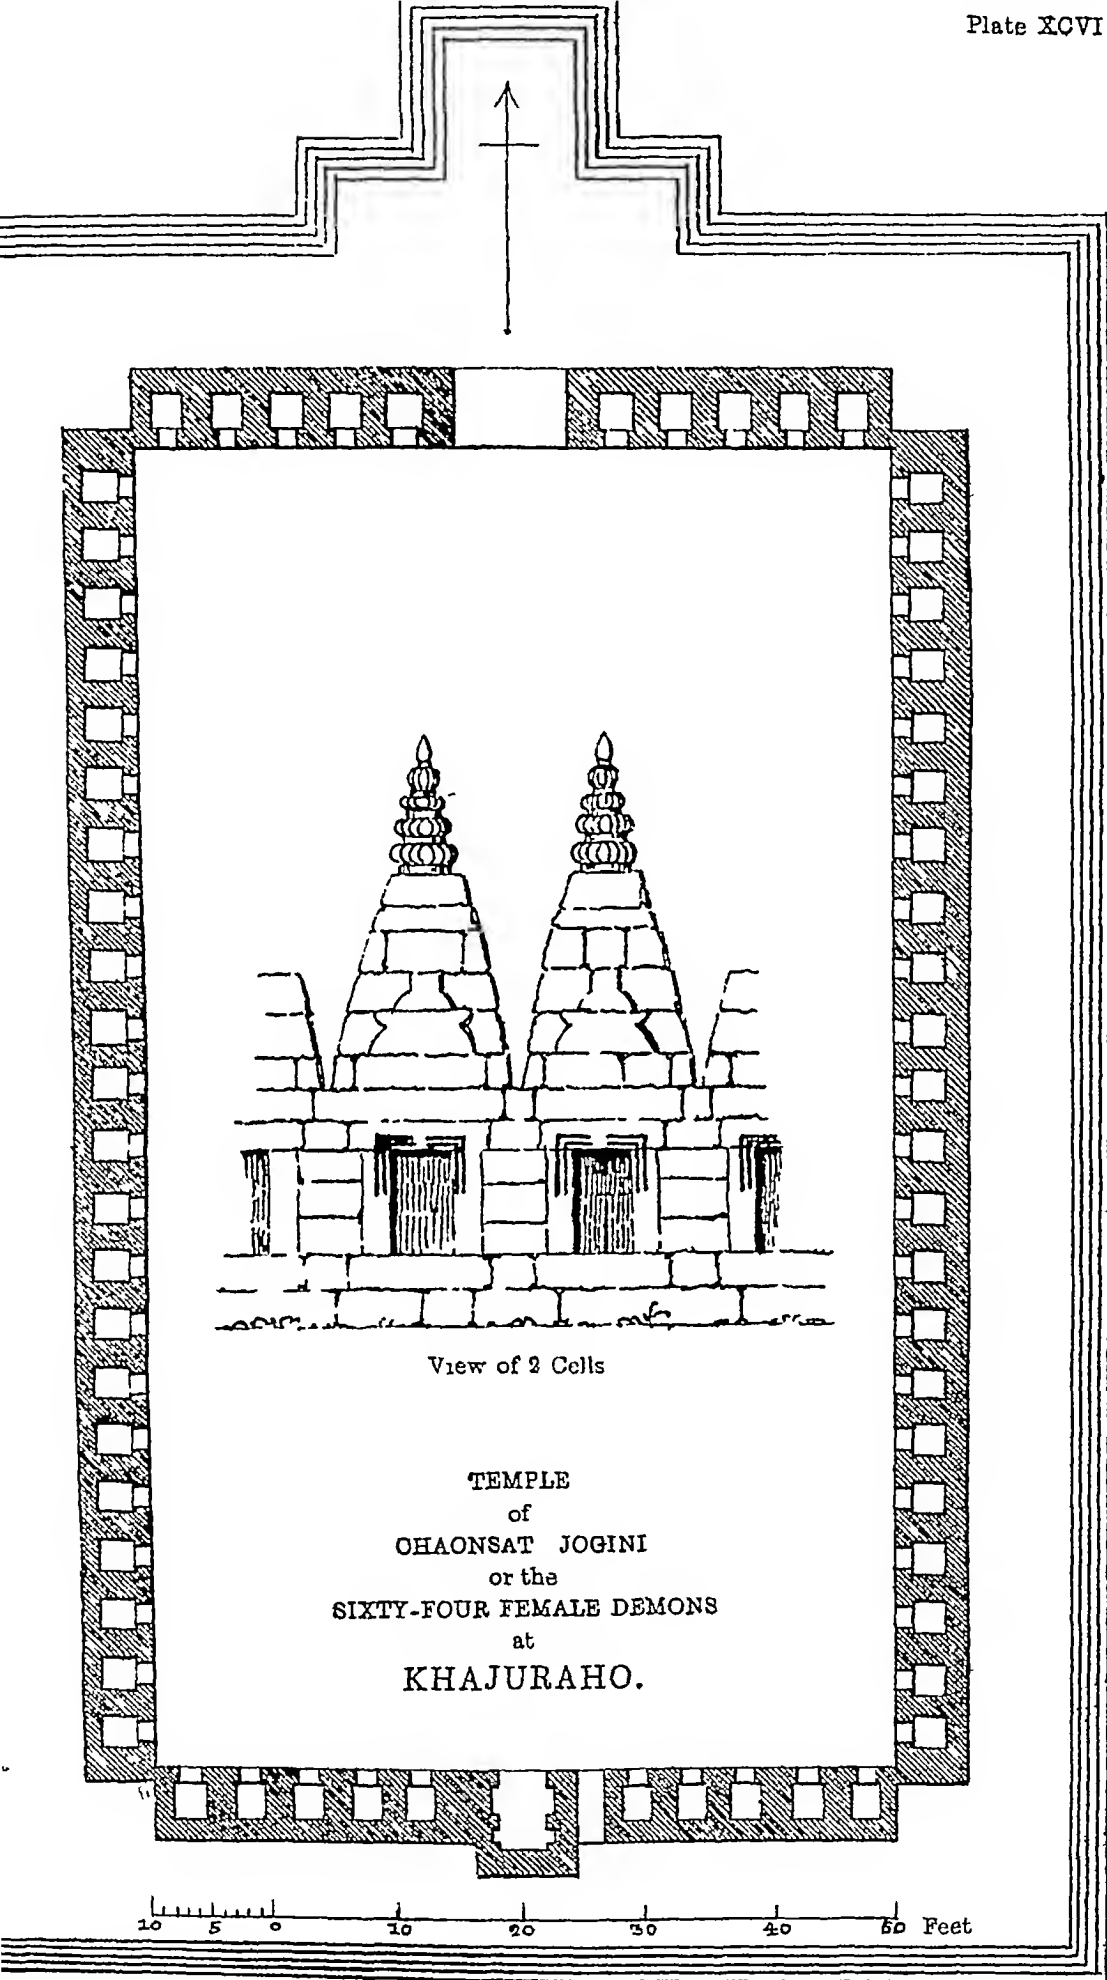 Plate XCVI
View of 2 Cells
TEMPLE
of
CHAONSAT JOGINI
or the
SIXTY-FOUR FEMALE DEMONS
at
KHAJURAHO.
10 5 0 10 20 30 40 50 Feet